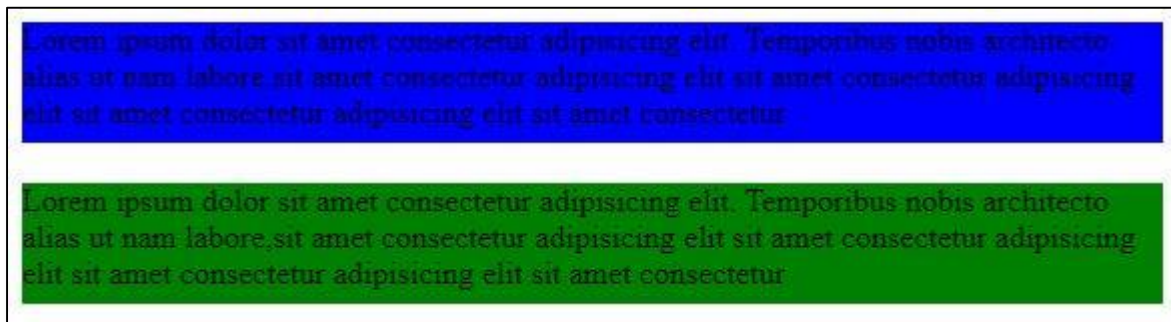 Lorem ipsum dolor sit amet consectetur adipisicing elit. Temporibus nobis architecto
alias ut nam labore,sit amet consectetur adipisicing elit sit amet consectetur adipisicing
elit sit amet consectetur adipisicing elit sit amet consectetur
Lorem ipsum dolor sit amet consectetur adipisicing elit. Temporibus nobis architecto
alias ut nam labore,sit amet consectetur adipisicing elit sit amet consectetur adipisicing
elit sit amet consectetur adipisicing elit sit amet consectetur